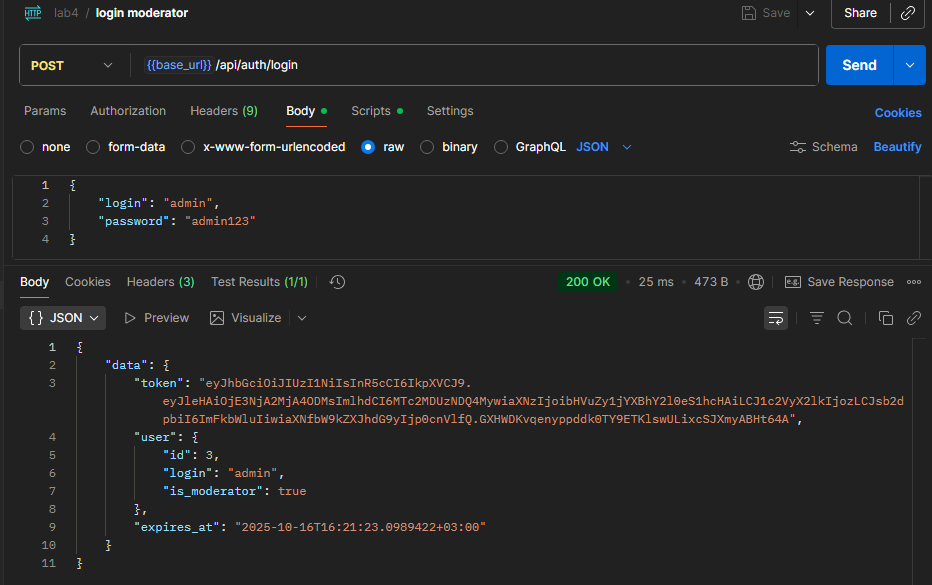 HTTP lab4 / login moderator Save Share
POST {{base_url}} /api/auth/login Send
Params Authorization Headers (9) Body Scripts Settings Cookies
none form-data x-www-form-urlencoded raw binary GraphQL JSON Schema Beautify
1 {
2 "login": "admin",
3 "password": "admin123"
4 }
Body Cookies Headers (3) Test Results (1/1) 200 OK 25 ms 473 B e.g. Save Response
{} JSON Preview Visualize
1 {
2 "data": {
3 "token": "eyJhbGciOiJIUzI1NiIsInR5cCI6IkpXVCJ9.
eyJleHAiOjE3NjA2MjA4ODMsImlhdCI6MTc2MDUzNDQ4MywiaXNzIjoibHVuZy1jYXBhY2l0eS1hcHAiLCJ1c2VyX2lkIjozLCJsb2d
pbiI6ImFkbWluIiwiaXNfbW9kZXJhdG9yIjp0cnVlfQ.GXHWDKvqenyppddk0TY9ETKlswULixcSJXmyABHt64A",
4 "user": {
5 "id": 3,
6 "login": "admin",
7 "is_moderator": true
8 },
9 "expires_at": "2025-10-16T16:21:23.0989422+03:00"
10 }
11 }